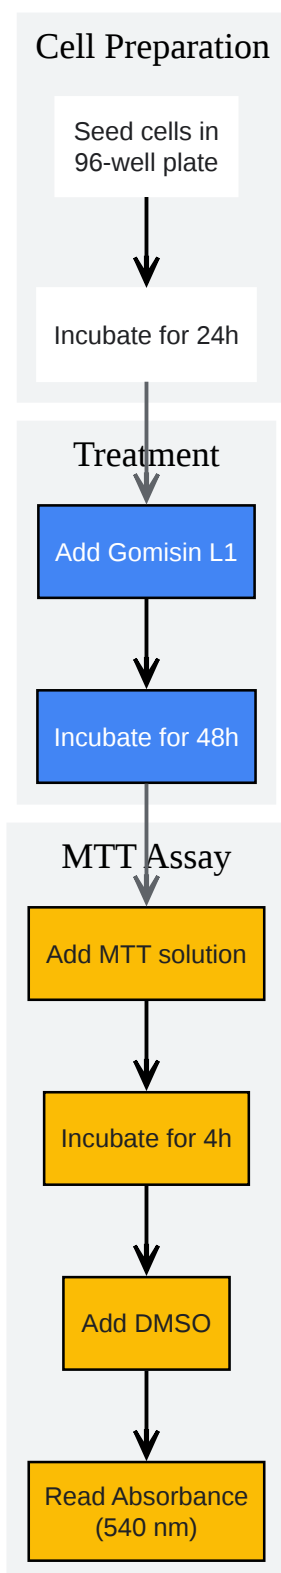 Cell Preparation
Seed cells in
96-well plate
Incubate for 24h
Treatment
Add Gomisin L1
Incubate for 48h
MTT Assay
Add MTT solution
Incubate for 4h
Add DMSO
Read Absorbance
(540 nm)